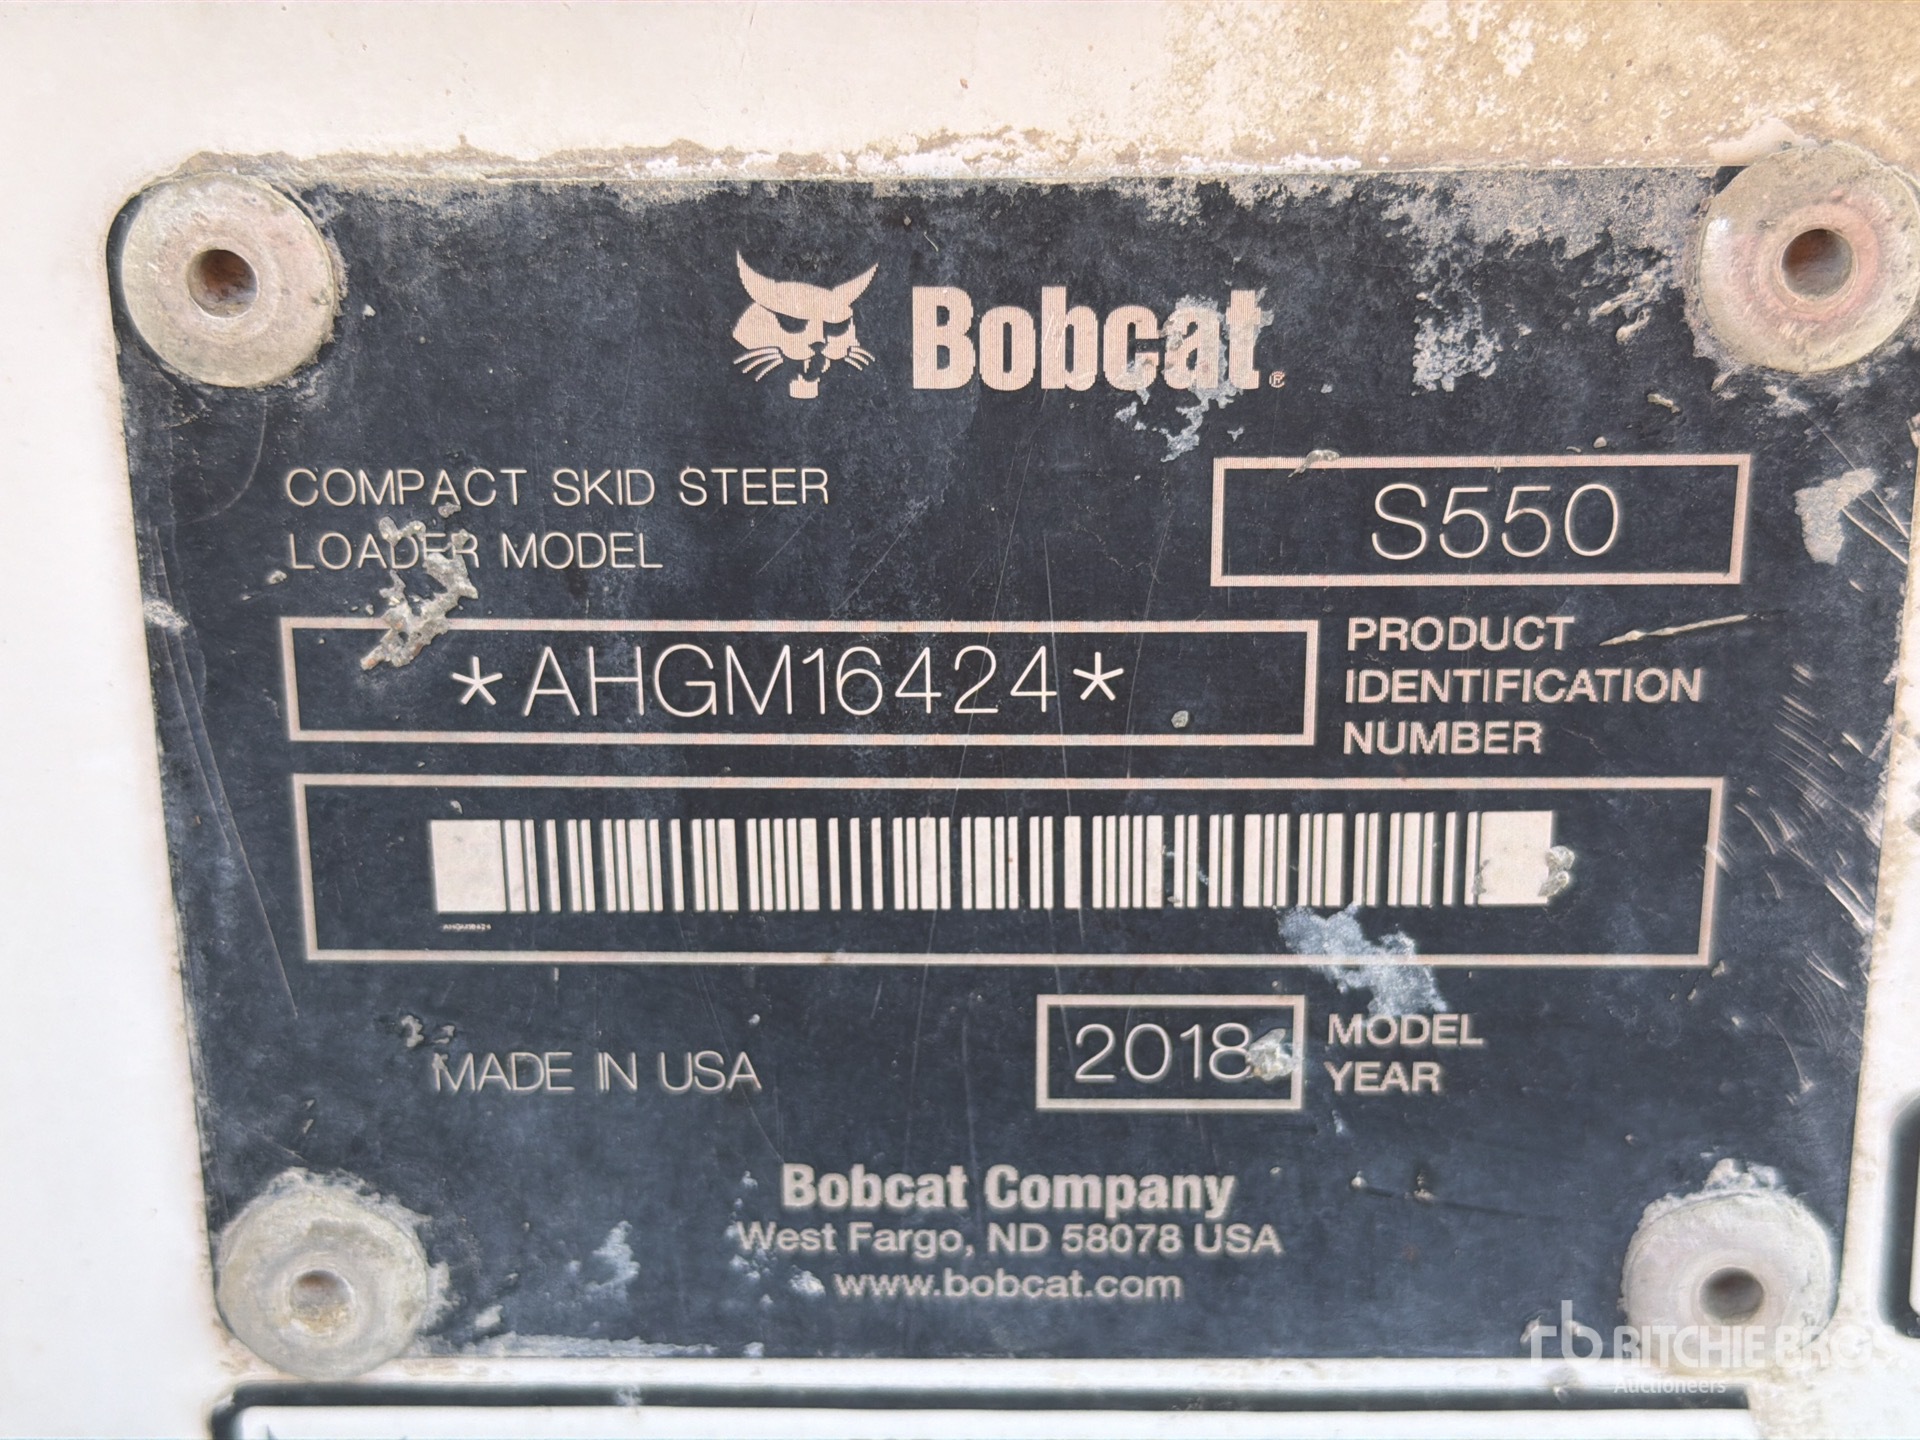 Bobcat®
COMPACT SKID STEER
LOADER MODEL
S550
*AHGM16424*
PRODUCT
IDENTIFICATION
NUMBER
MADE IN USA
2018
MODEL
YEAR
Bobcat Company
West Fargo, ND 58078 USA
www.bobcat.com
rb RITCHIE BROS
Auctioneers